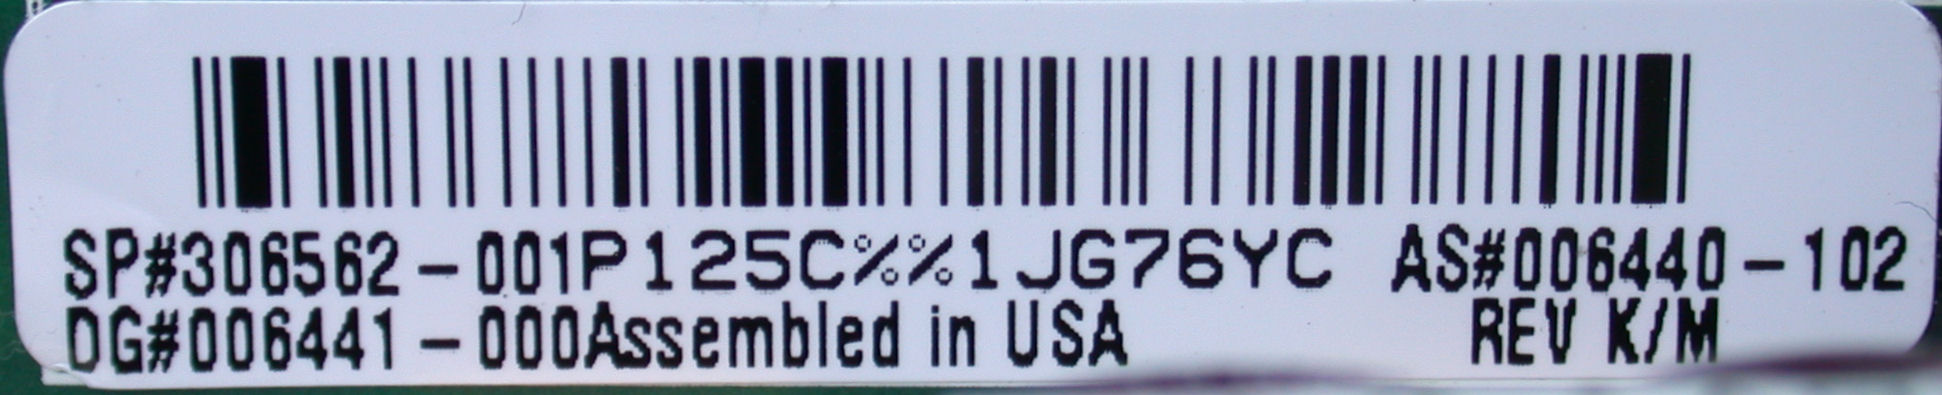 SP#306562-001P125C%%1JG76YC AS#006440-102
DG#006441-000Assembled in USA REV K/M